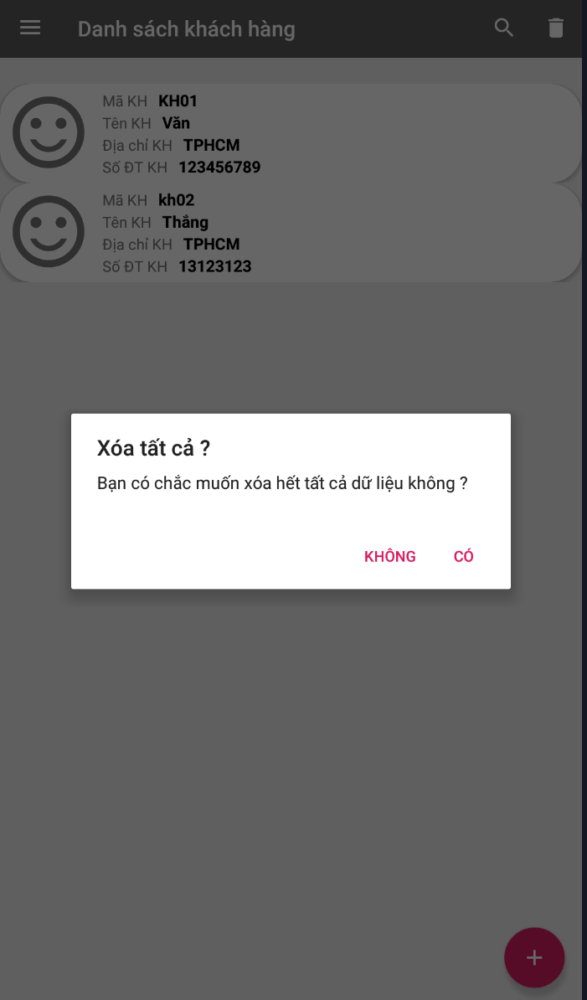 Danh sách khách hàng
Mã KH KH01
Tên KH Văn
Địa chỉ KH TPHCM
Số ĐT KH 123456789
Mã KH kh02
Tên KH Thắng
Địa chỉ KH TPHCM
Số ĐT KH 13123123
Xóa tất cả ?
Bạn có chắc muốn xóa hết tất cả dữ liệu không ?
KHÔNG CÓ